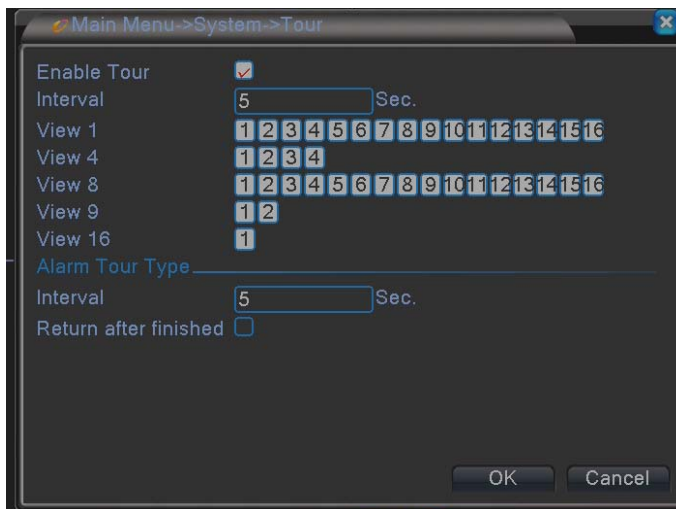 Main Menu->System->Tour
Enable Tour
Interval 5 Sec.
View 1 1 2 3 4 5 6 7 8 9 10 11 12 13 14 15 16
View 4 1 2 3 4
View 8 1 2 3 4 5 6 7 8 9 10 11 12 13 14 15 16
View 9 1 2
View 16 1
Alarm Tour Type
Interval 5 Sec.
Return after finished
OK Cancel